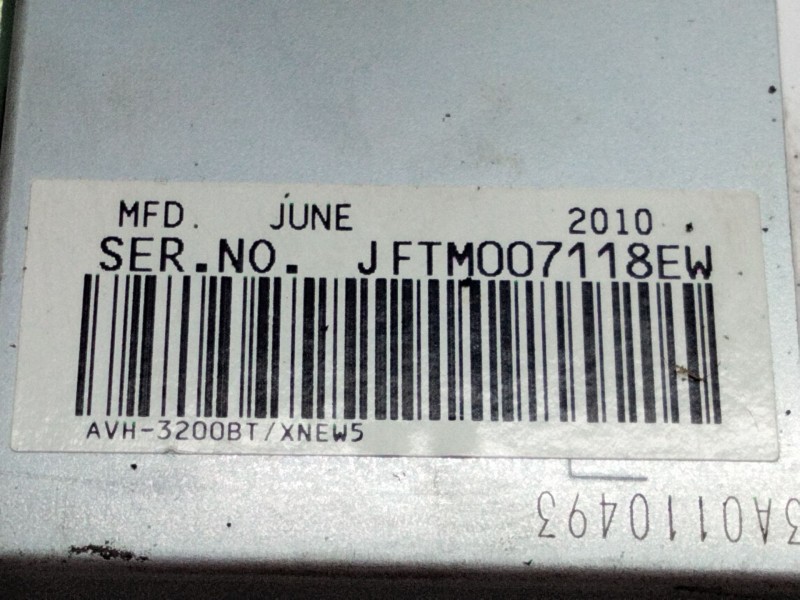 MFD. JUNE 2010
SER.NO. JFTM007118EW
AVH-3200BT/XNEW5
3A0110493